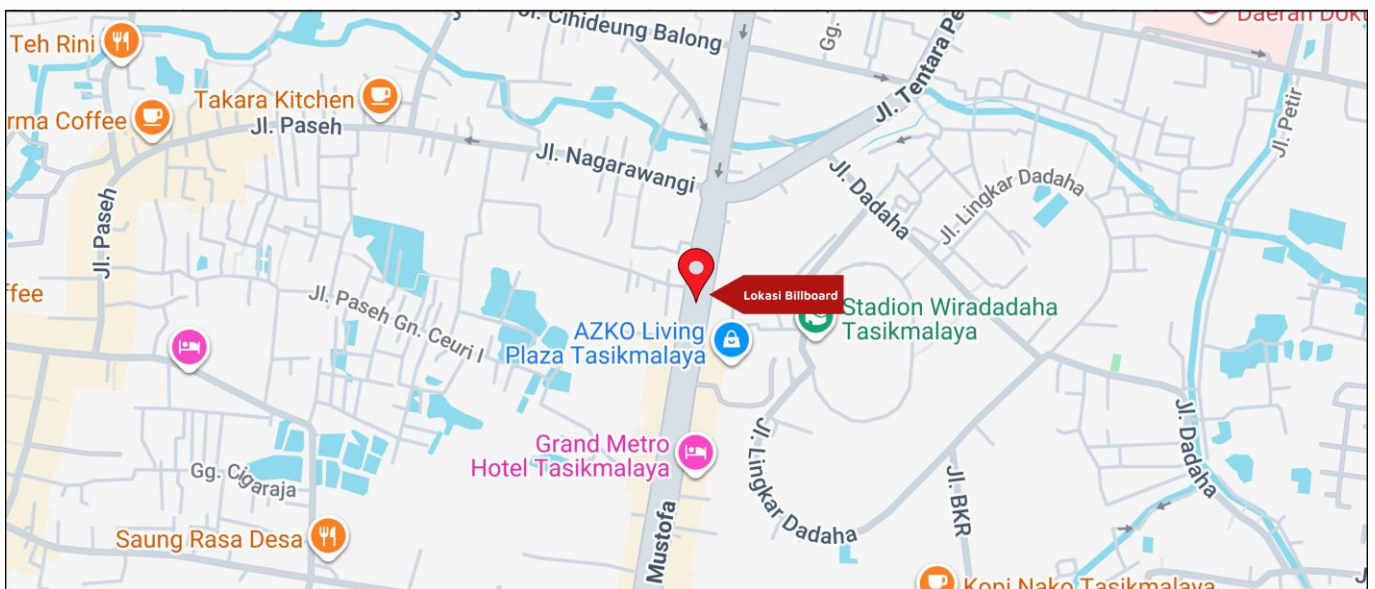 Jl. Cihideung Balong
Gg.
Jl. Tentara Pe
Daerah Dokt
Teh Rini
Takara Kitchen
rma Coffee
Jl. Paseh
Jl. Nagarawangi
Jl. Petir
Jl. Dadaha
Jl. Lingkar Dadaha
Jl. Paseh
ffee
Jl. Paseh Gn. Ceuri I
Lokasi Billboard
Stadion Wiradadaha
Tasikmalaya
AZKO Living
Plaza Tasikmalaya
Grand Metro
Hotel Tasikmalaya
Jl. Lingkar Dadaha
Jl. BKR
Jl. Dadaha
Gg. Cigaraja
Saung Rasa Desa
Mustofa
Kopi Nako Tasikmalaya